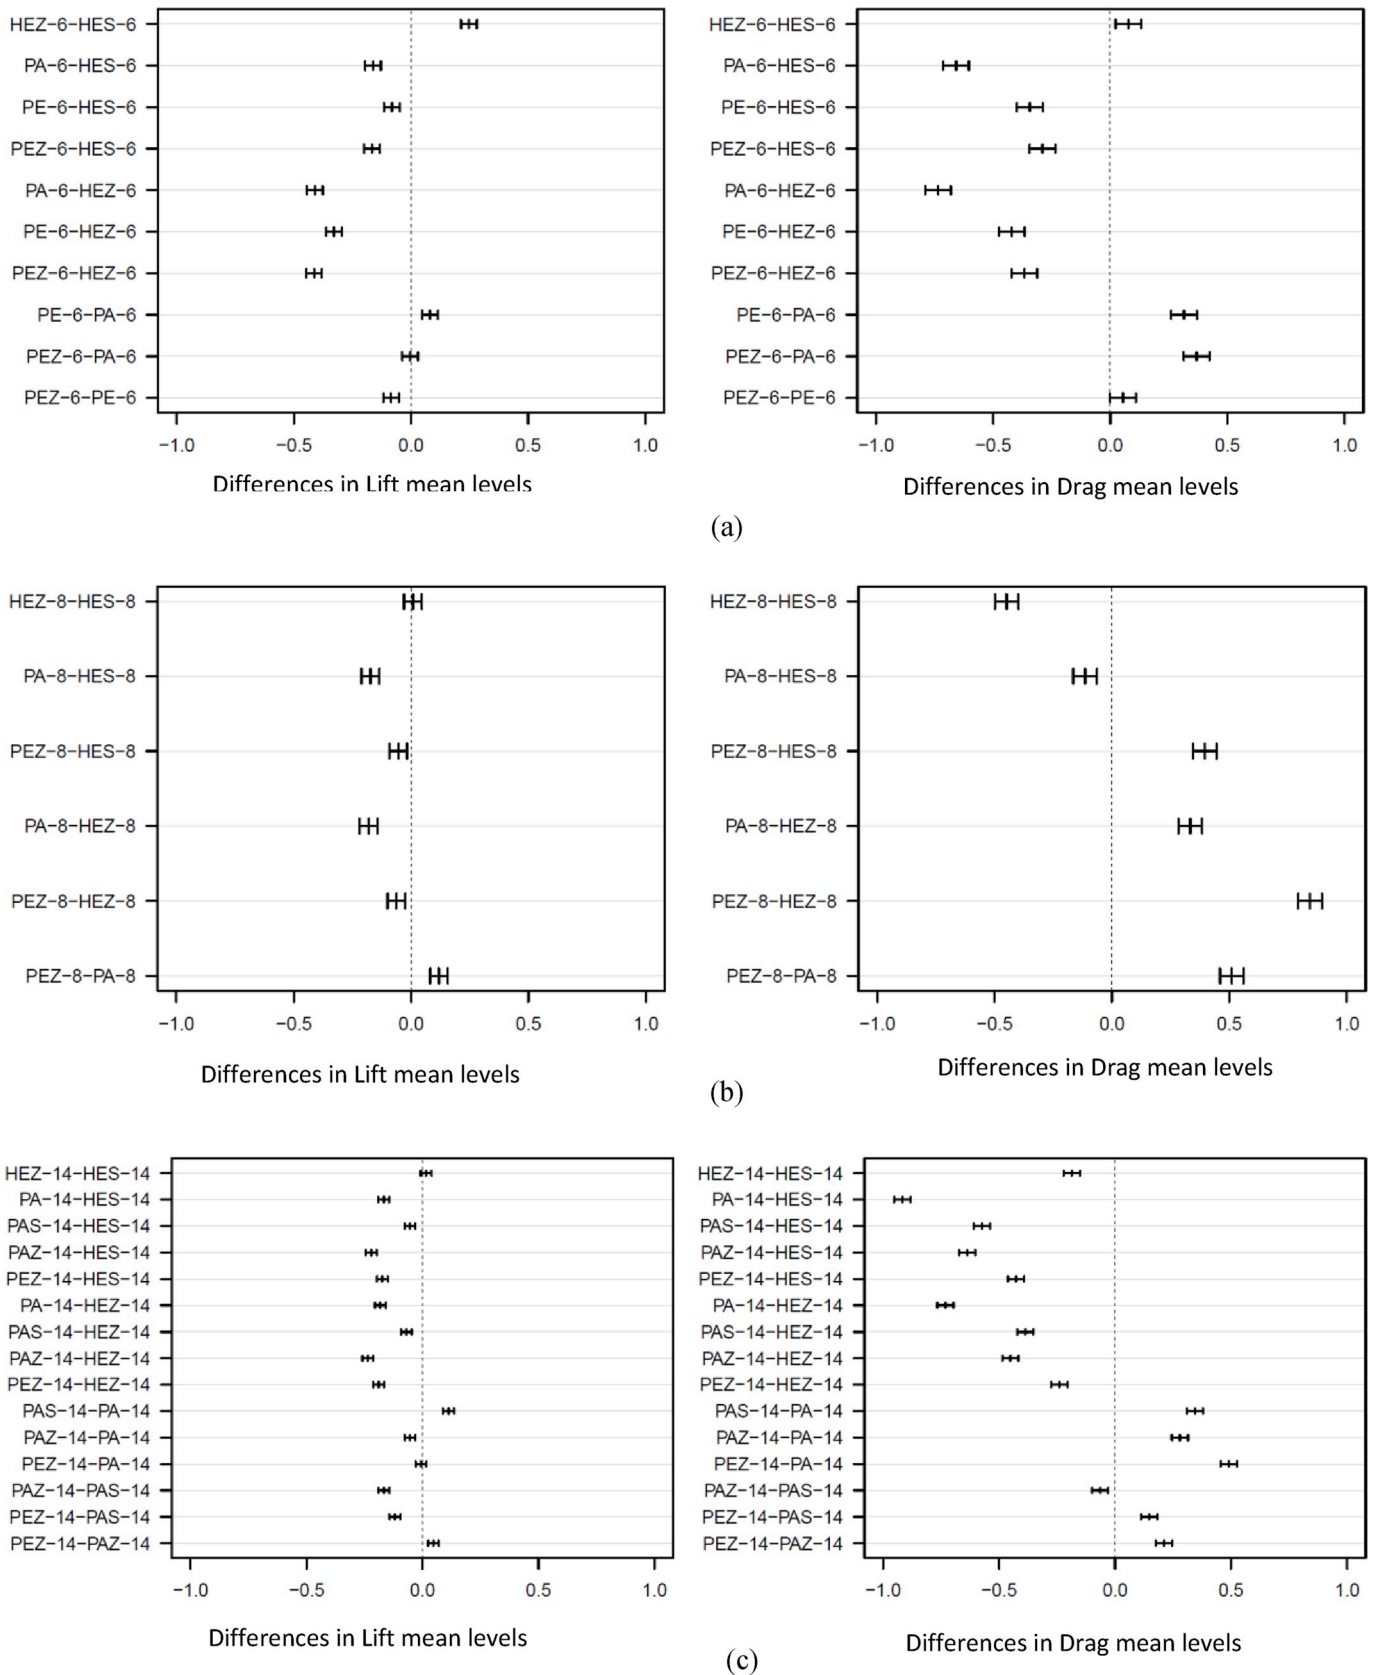 HEZ−6−HES−6
PA−6−HES−6
PE−6−HES−6
PEZ−6−HES−6
PA−6−HEZ−6
PE−6−HEZ−6
PEZ−6−HEZ−6
PE−6−PA−6
PEZ−6−PA−6
PEZ−6−PE−6
−1.0 −0.5 0.0 0.5 1.0
Differences in Lift mean levels
HEZ−6−HES−6
PA−6−HES−6
PE−6−HES−6
PEZ−6−HES−6
PA−6−HEZ−6
PE−6−HEZ−6
PEZ−6−HEZ−6
PE−6−PA−6
PEZ−6−PA−6
PEZ−6−PE−6
−1.0 −0.5 0.0 0.5 1.0
Differences in Drag mean levels
(a)
HEZ−8−HES−8
PA−8−HES−8
PEZ−8−HES−8
PA−8−HEZ−8
PEZ−8−HEZ−8
PEZ−8−PA−8
−1.0 −0.5 0.0 0.5 1.0
Differences in Lift mean levels
HEZ−8−HES−8
PA−8−HES−8
PEZ−8−HES−8
PA−8−HEZ−8
PEZ−8−HEZ−8
PEZ−8−PA−8
−1.0 −0.5 0.0 0.5 1.0
Differences in Drag mean levels
(b)
HEZ−14−HES−14
PA−14−HES−14
PAS−14−HES−14
PAZ−14−HES−14
PEZ−14−HES−14
PA−14−HEZ−14
PAS−14−HEZ−14
PAZ−14−HEZ−14
PEZ−14−HEZ−14
PAS−14−PA−14
PAZ−14−PA−14
PEZ−14−PA−14
PAZ−14−PAS−14
PEZ−14−PAS−14
PEZ−14−PAZ−14
−1.0 −0.5 0.0 0.5 1.0
Differences in Lift mean levels
HEZ−14−HES−14
PA−14−HES−14
PAS−14−HES−14
PAZ−14−HES−14
PEZ−14−HES−14
PA−14−HEZ−14
PAS−14−HEZ−14
PAZ−14−HEZ−14
PEZ−14−HEZ−14
PAS−14−PA−14
PAZ−14−PA−14
PEZ−14−PA−14
PAZ−14−PAS−14
PEZ−14−PAS−14
PEZ−14−PAZ−14
−1.0 −0.5 0.0 0.5 1.0
Differences in Drag mean levels
(c)